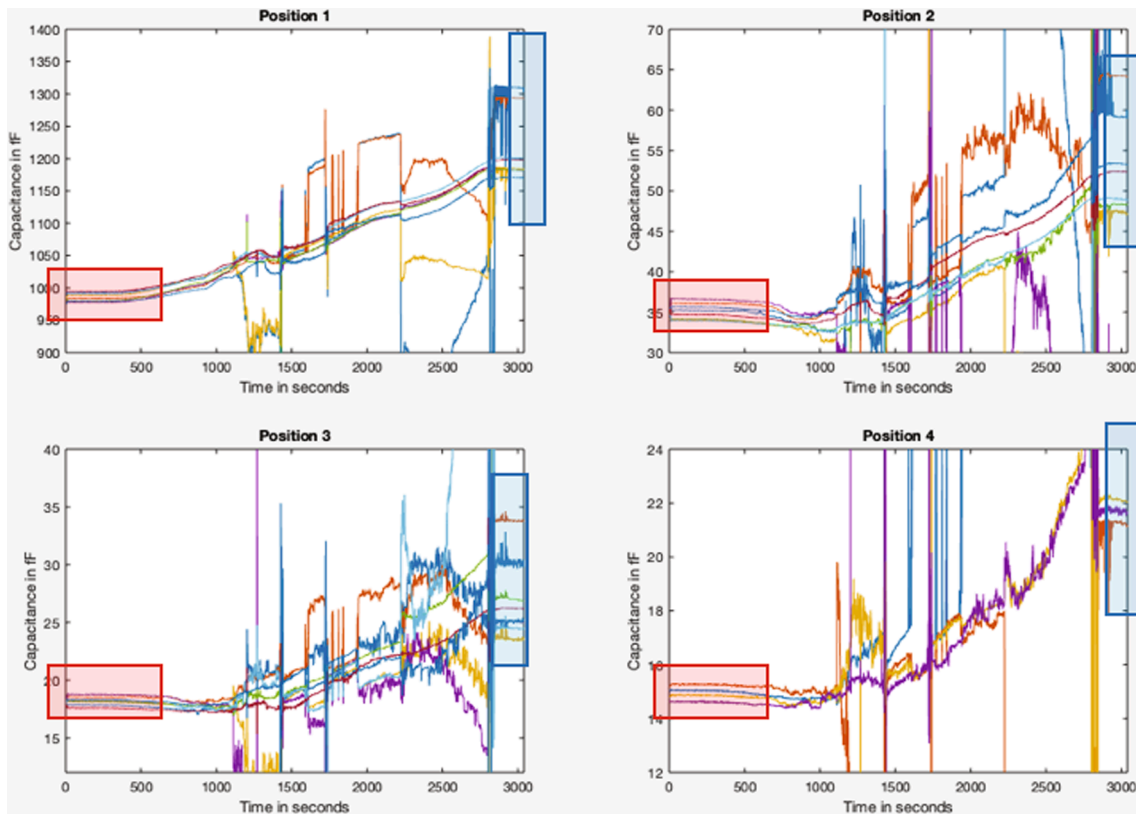 Position 1
Capacitance in fF
1400
1350
1300
1250
1200
1150
1100
1050
1000
950
900
0 500 1000 1500 2000 2500 3000
Time in seconds
Position 2
Capacitance in fF
70
65
60
55
50
45
40
35
30
0 500 1000 1500 2000 2500 3000
Time in seconds
Position 3
Capacitance in fF
40
35
30
25
20
15
0 500 1000 1500 2000 2500 3000
Time in seconds
Position 4
Capacitance in fF
24
22
20
18
16
14
12
0 500 1000 1500 2000 2500 3000
Time in seconds